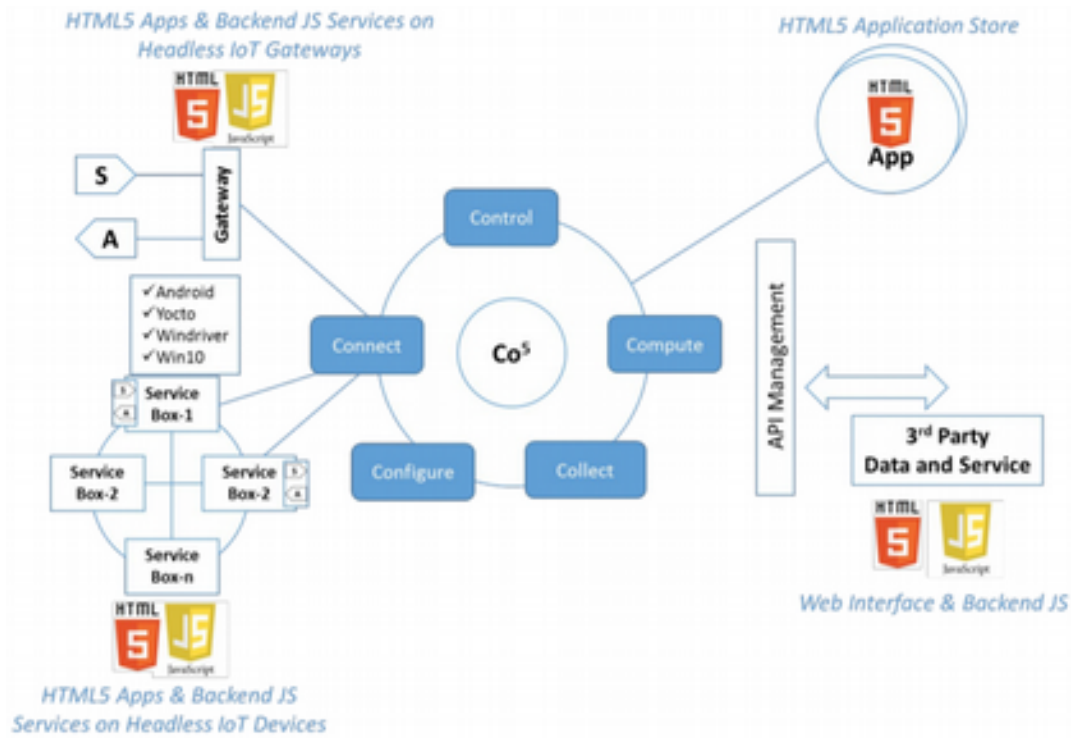 HTML5 Apps & Backend JS Services on
Headless IoT Gateways
HTML
5
JS
JavaScript
S
A
Gateway
✓Android
✓Yocto
✓Windriver
✓Win10
S
A
Service
Box-1
Service
Box-2
Service
Box-2
S
A
Service
Box-n
HTML
5
JS
JavaScript
HTML5 Apps & Backend JS
Services on Headless IoT Devices
Control
Connect
Co⁵
Compute
Configure
Collect
HTML5 Application Store
HTML
5
App
API Management
3rd Party
Data and Service
HTML
5
JS
JavaScript
Web Interface & Backend JS